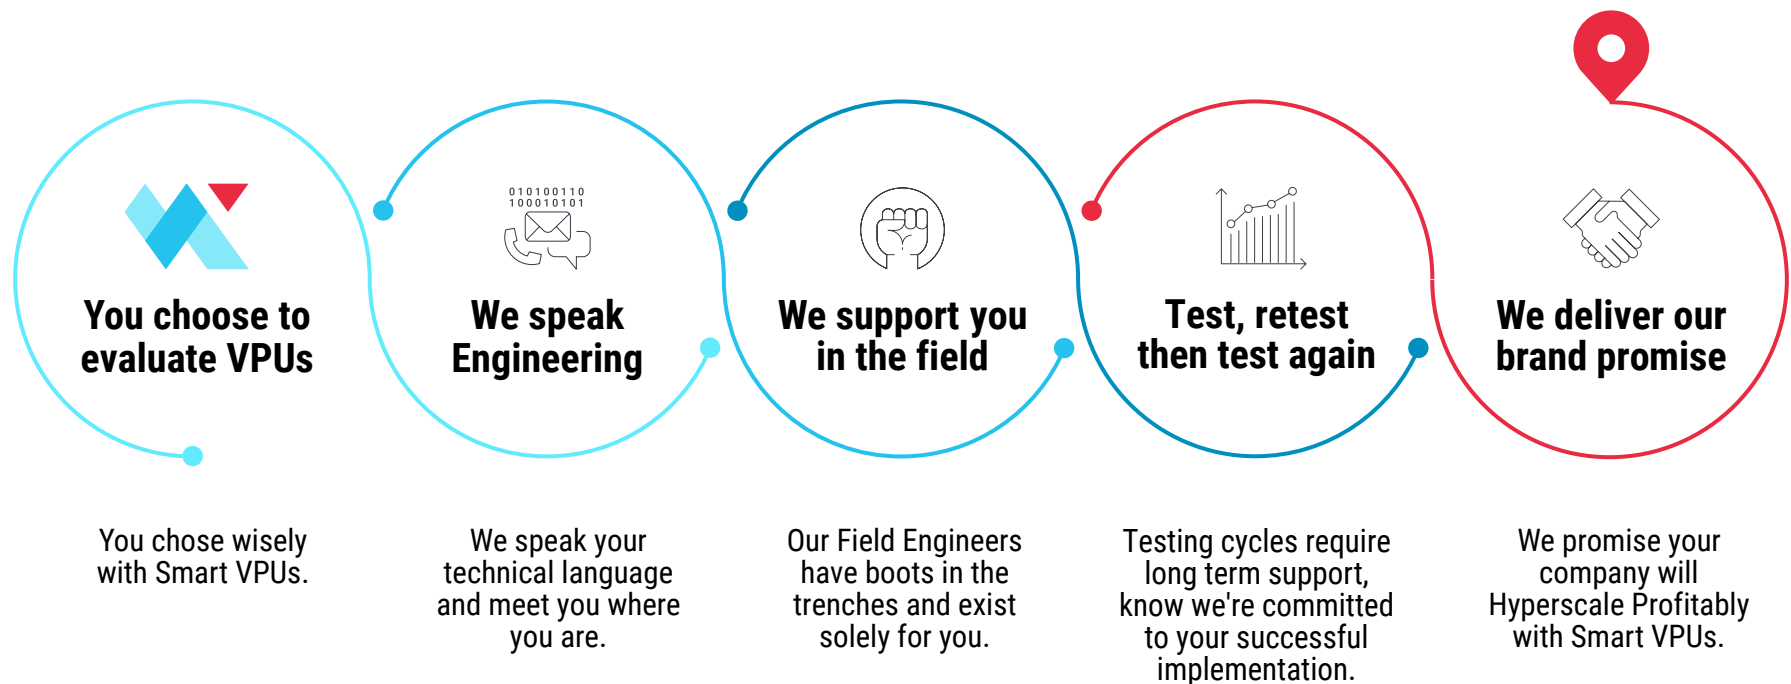 You choose to
evaluate VPUs
You chose wisely
with Smart VPUs.
010100110
100010101
We speak
Engineering
We speak your
technical language
and meet you where
you are.
We support you
in the field
Our Field Engineers
have boots in the
trenches and exist
solely for you.
Test, retest
then test again
Testing cycles require
long term support,
know we're committed
to your successful
implementation.
We deliver our
brand promise
We promise your
company will
Hyperscale Profitably
with Smart VPUs.